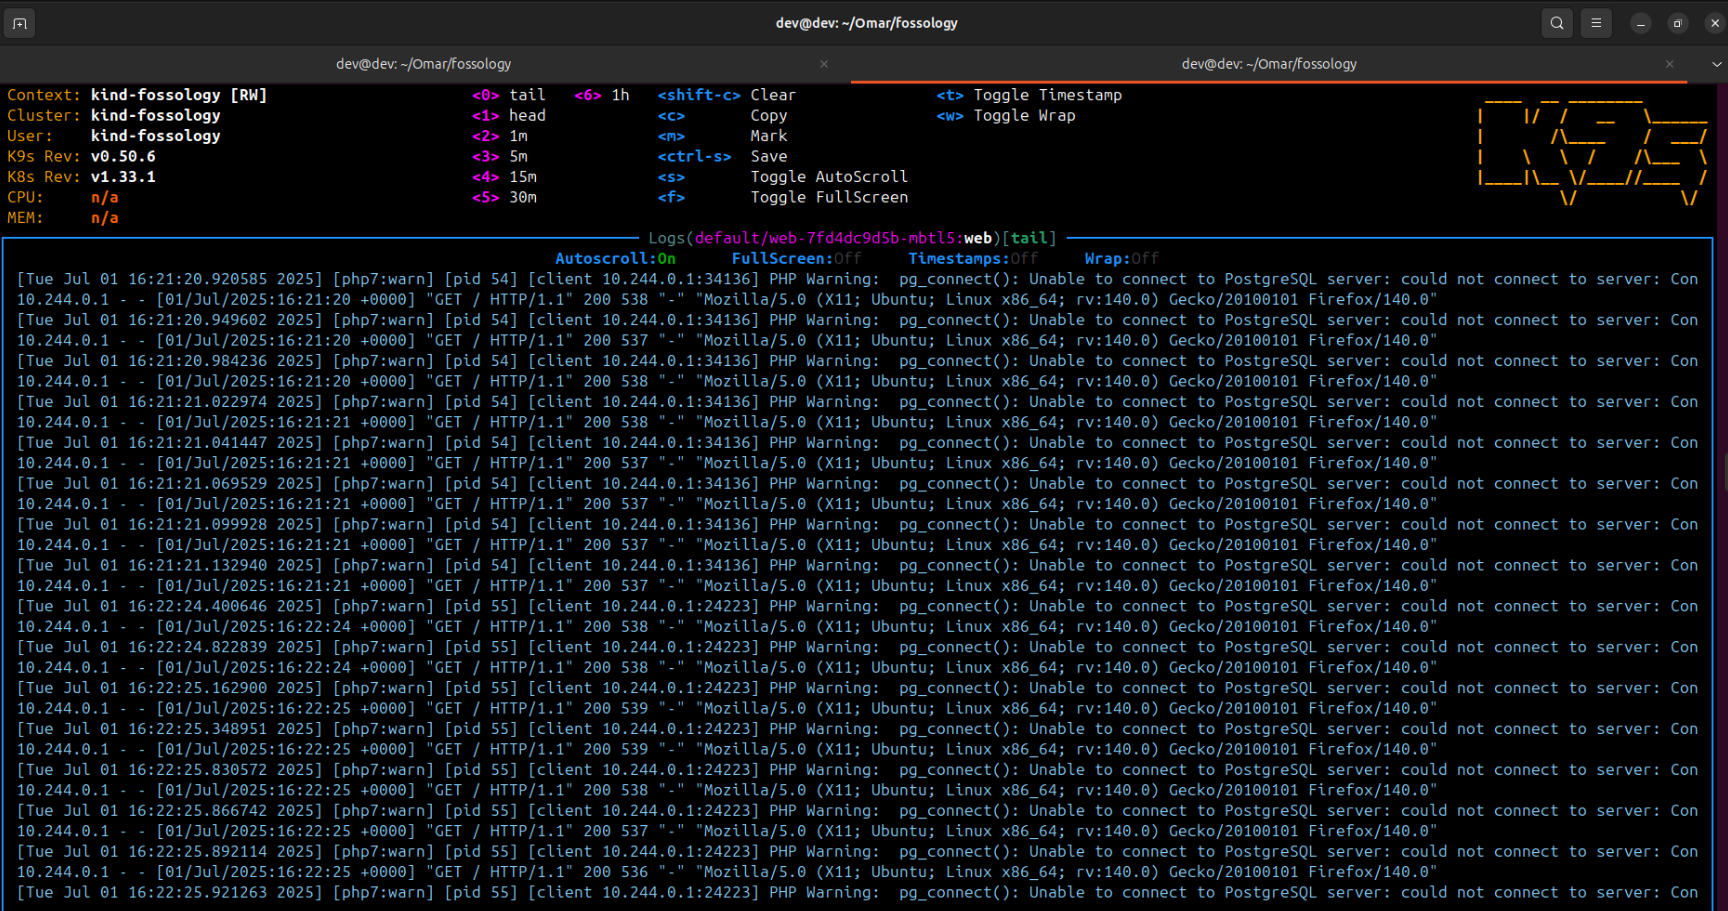 dev@dev: ~/Omar/fossology
dev@dev: ~/Omar/fossology × dev@dev: ~/Omar/fossology ×
Context: kind-fossology [RW] <0> tail <6> 1h <shift-c> Clear <t> Toggle Timestamp
Cluster: kind-fossology <1> head <c> Copy <w> Toggle Wrap
User: kind-fossology <2> 1m <m> Mark
K9s Rev: v0.50.6 <3> 5m <ctrl-s> Save
K8s Rev: v1.33.1 <4> 15m <s> Toggle AutoScroll
CPU: n/a <5> 30m <f> Toggle FullScreen
MEM: n/a
Logs(default/web-7fd4dc9d5b-mbtl5:web)[tail]
Autoscroll:On FullScreen:Off Timestamps:Off Wrap:Off
[Tue Jul 01 16:21:20.920585 2025] [php7:warn] [pid 54] [client 10.244.0.1:34136] PHP Warning:  pg_connect(): Unable to connect to PostgreSQL server: could not connect to server: Con
10.244.0.1 - - [01/Jul/2025:16:21:20 +0000] "GET / HTTP/1.1" 200 538 "-" "Mozilla/5.0 (X11; Ubuntu; Linux x86_64; rv:140.0) Gecko/20100101 Firefox/140.0"
[Tue Jul 01 16:21:20.949602 2025] [php7:warn] [pid 54] [client 10.244.0.1:34136] PHP Warning:  pg_connect(): Unable to connect to PostgreSQL server: could not connect to server: Con
10.244.0.1 - - [01/Jul/2025:16:21:20 +0000] "GET / HTTP/1.1" 200 537 "-" "Mozilla/5.0 (X11; Ubuntu; Linux x86_64; rv:140.0) Gecko/20100101 Firefox/140.0"
[Tue Jul 01 16:21:20.984236 2025] [php7:warn] [pid 54] [client 10.244.0.1:34136] PHP Warning:  pg_connect(): Unable to connect to PostgreSQL server: could not connect to server: Con
10.244.0.1 - - [01/Jul/2025:16:21:20 +0000] "GET / HTTP/1.1" 200 538 "-" "Mozilla/5.0 (X11; Ubuntu; Linux x86_64; rv:140.0) Gecko/20100101 Firefox/140.0"
[Tue Jul 01 16:21:21.022974 2025] [php7:warn] [pid 54] [client 10.244.0.1:34136] PHP Warning:  pg_connect(): Unable to connect to PostgreSQL server: could not connect to server: Con
10.244.0.1 - - [01/Jul/2025:16:21:21 +0000] "GET / HTTP/1.1" 200 538 "-" "Mozilla/5.0 (X11; Ubuntu; Linux x86_64; rv:140.0) Gecko/20100101 Firefox/140.0"
[Tue Jul 01 16:21:21.041447 2025] [php7:warn] [pid 54] [client 10.244.0.1:34136] PHP Warning:  pg_connect(): Unable to connect to PostgreSQL server: could not connect to server: Con
10.244.0.1 - - [01/Jul/2025:16:21:21 +0000] "GET / HTTP/1.1" 200 537 "-" "Mozilla/5.0 (X11; Ubuntu; Linux x86_64; rv:140.0) Gecko/20100101 Firefox/140.0"
[Tue Jul 01 16:21:21.069529 2025] [php7:warn] [pid 54] [client 10.244.0.1:34136] PHP Warning:  pg_connect(): Unable to connect to PostgreSQL server: could not connect to server: Con
10.244.0.1 - - [01/Jul/2025:16:21:21 +0000] "GET / HTTP/1.1" 200 537 "-" "Mozilla/5.0 (X11; Ubuntu; Linux x86_64; rv:140.0) Gecko/20100101 Firefox/140.0"
[Tue Jul 01 16:21:21.099928 2025] [php7:warn] [pid 54] [client 10.244.0.1:34136] PHP Warning:  pg_connect(): Unable to connect to PostgreSQL server: could not connect to server: Con
10.244.0.1 - - [01/Jul/2025:16:21:21 +0000] "GET / HTTP/1.1" 200 537 "-" "Mozilla/5.0 (X11; Ubuntu; Linux x86_64; rv:140.0) Gecko/20100101 Firefox/140.0"
[Tue Jul 01 16:21:21.132940 2025] [php7:warn] [pid 54] [client 10.244.0.1:34136] PHP Warning:  pg_connect(): Unable to connect to PostgreSQL server: could not connect to server: Con
10.244.0.1 - - [01/Jul/2025:16:21:21 +0000] "GET / HTTP/1.1" 200 537 "-" "Mozilla/5.0 (X11; Ubuntu; Linux x86_64; rv:140.0) Gecko/20100101 Firefox/140.0"
[Tue Jul 01 16:22:24.400646 2025] [php7:warn] [pid 55] [client 10.244.0.1:24223] PHP Warning:  pg_connect(): Unable to connect to PostgreSQL server: could not connect to server: Con
10.244.0.1 - - [01/Jul/2025:16:22:24 +0000] "GET / HTTP/1.1" 200 538 "-" "Mozilla/5.0 (X11; Ubuntu; Linux x86_64; rv:140.0) Gecko/20100101 Firefox/140.0"
[Tue Jul 01 16:22:24.822839 2025] [php7:warn] [pid 55] [client 10.244.0.1:24223] PHP Warning:  pg_connect(): Unable to connect to PostgreSQL server: could not connect to server: Con
10.244.0.1 - - [01/Jul/2025:16:22:24 +0000] "GET / HTTP/1.1" 200 538 "-" "Mozilla/5.0 (X11; Ubuntu; Linux x86_64; rv:140.0) Gecko/20100101 Firefox/140.0"
[Tue Jul 01 16:22:25.162900 2025] [php7:warn] [pid 55] [client 10.244.0.1:24223] PHP Warning:  pg_connect(): Unable to connect to PostgreSQL server: could not connect to server: Con
10.244.0.1 - - [01/Jul/2025:16:22:25 +0000] "GET / HTTP/1.1" 200 539 "-" "Mozilla/5.0 (X11; Ubuntu; Linux x86_64; rv:140.0) Gecko/20100101 Firefox/140.0"
[Tue Jul 01 16:22:25.348951 2025] [php7:warn] [pid 55] [client 10.244.0.1:24223] PHP Warning:  pg_connect(): Unable to connect to PostgreSQL server: could not connect to server: Con
10.244.0.1 - - [01/Jul/2025:16:22:25 +0000] "GET / HTTP/1.1" 200 539 "-" "Mozilla/5.0 (X11; Ubuntu; Linux x86_64; rv:140.0) Gecko/20100101 Firefox/140.0"
[Tue Jul 01 16:22:25.830572 2025] [php7:warn] [pid 55] [client 10.244.0.1:24223] PHP Warning:  pg_connect(): Unable to connect to PostgreSQL server: could not connect to server: Con
10.244.0.1 - - [01/Jul/2025:16:22:25 +0000] "GET / HTTP/1.1" 200 538 "-" "Mozilla/5.0 (X11; Ubuntu; Linux x86_64; rv:140.0) Gecko/20100101 Firefox/140.0"
[Tue Jul 01 16:22:25.866742 2025] [php7:warn] [pid 55] [client 10.244.0.1:24223] PHP Warning:  pg_connect(): Unable to connect to PostgreSQL server: could not connect to server: Con
10.244.0.1 - - [01/Jul/2025:16:22:25 +0000] "GET / HTTP/1.1" 200 537 "-" "Mozilla/5.0 (X11; Ubuntu; Linux x86_64; rv:140.0) Gecko/20100101 Firefox/140.0"
[Tue Jul 01 16:22:25.892114 2025] [php7:warn] [pid 55] [client 10.244.0.1:24223] PHP Warning:  pg_connect(): Unable to connect to PostgreSQL server: could not connect to server: Con
10.244.0.1 - - [01/Jul/2025:16:22:25 +0000] "GET / HTTP/1.1" 200 536 "-" "Mozilla/5.0 (X11; Ubuntu; Linux x86_64; rv:140.0) Gecko/20100101 Firefox/140.0"
[Tue Jul 01 16:22:25.921263 2025] [php7:warn] [pid 55] [client 10.244.0.1:24223] PHP Warning:  pg_connect(): Unable to connect to PostgreSQL server: could not connect to server: Con